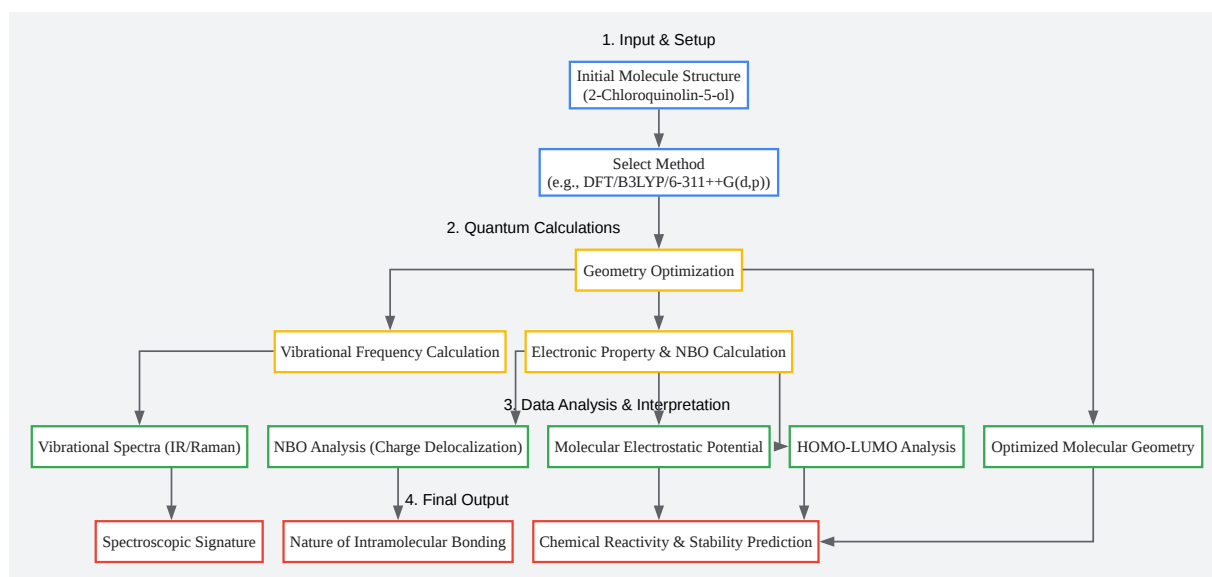 1. Input & Setup
Initial Molecule Structure
(2-Chloroquinolin-5-ol)
Select Method
(e.g., DFT/B3LYP/6-311++G(d,p))
2. Quantum Calculations
Geometry Optimization
Vibrational Frequency Calculation
Electronic Property & NBO Calculation
3. Data Analysis & Interpretation
Vibrational Spectra (IR/Raman)
NBO Analysis (Charge Delocalization)
Molecular Electrostatic Potential
HOMO-LUMO Analysis
Optimized Molecular Geometry
4. Final Output
Spectroscopic Signature
Nature of Intramolecular Bonding
Chemical Reactivity & Stability Prediction